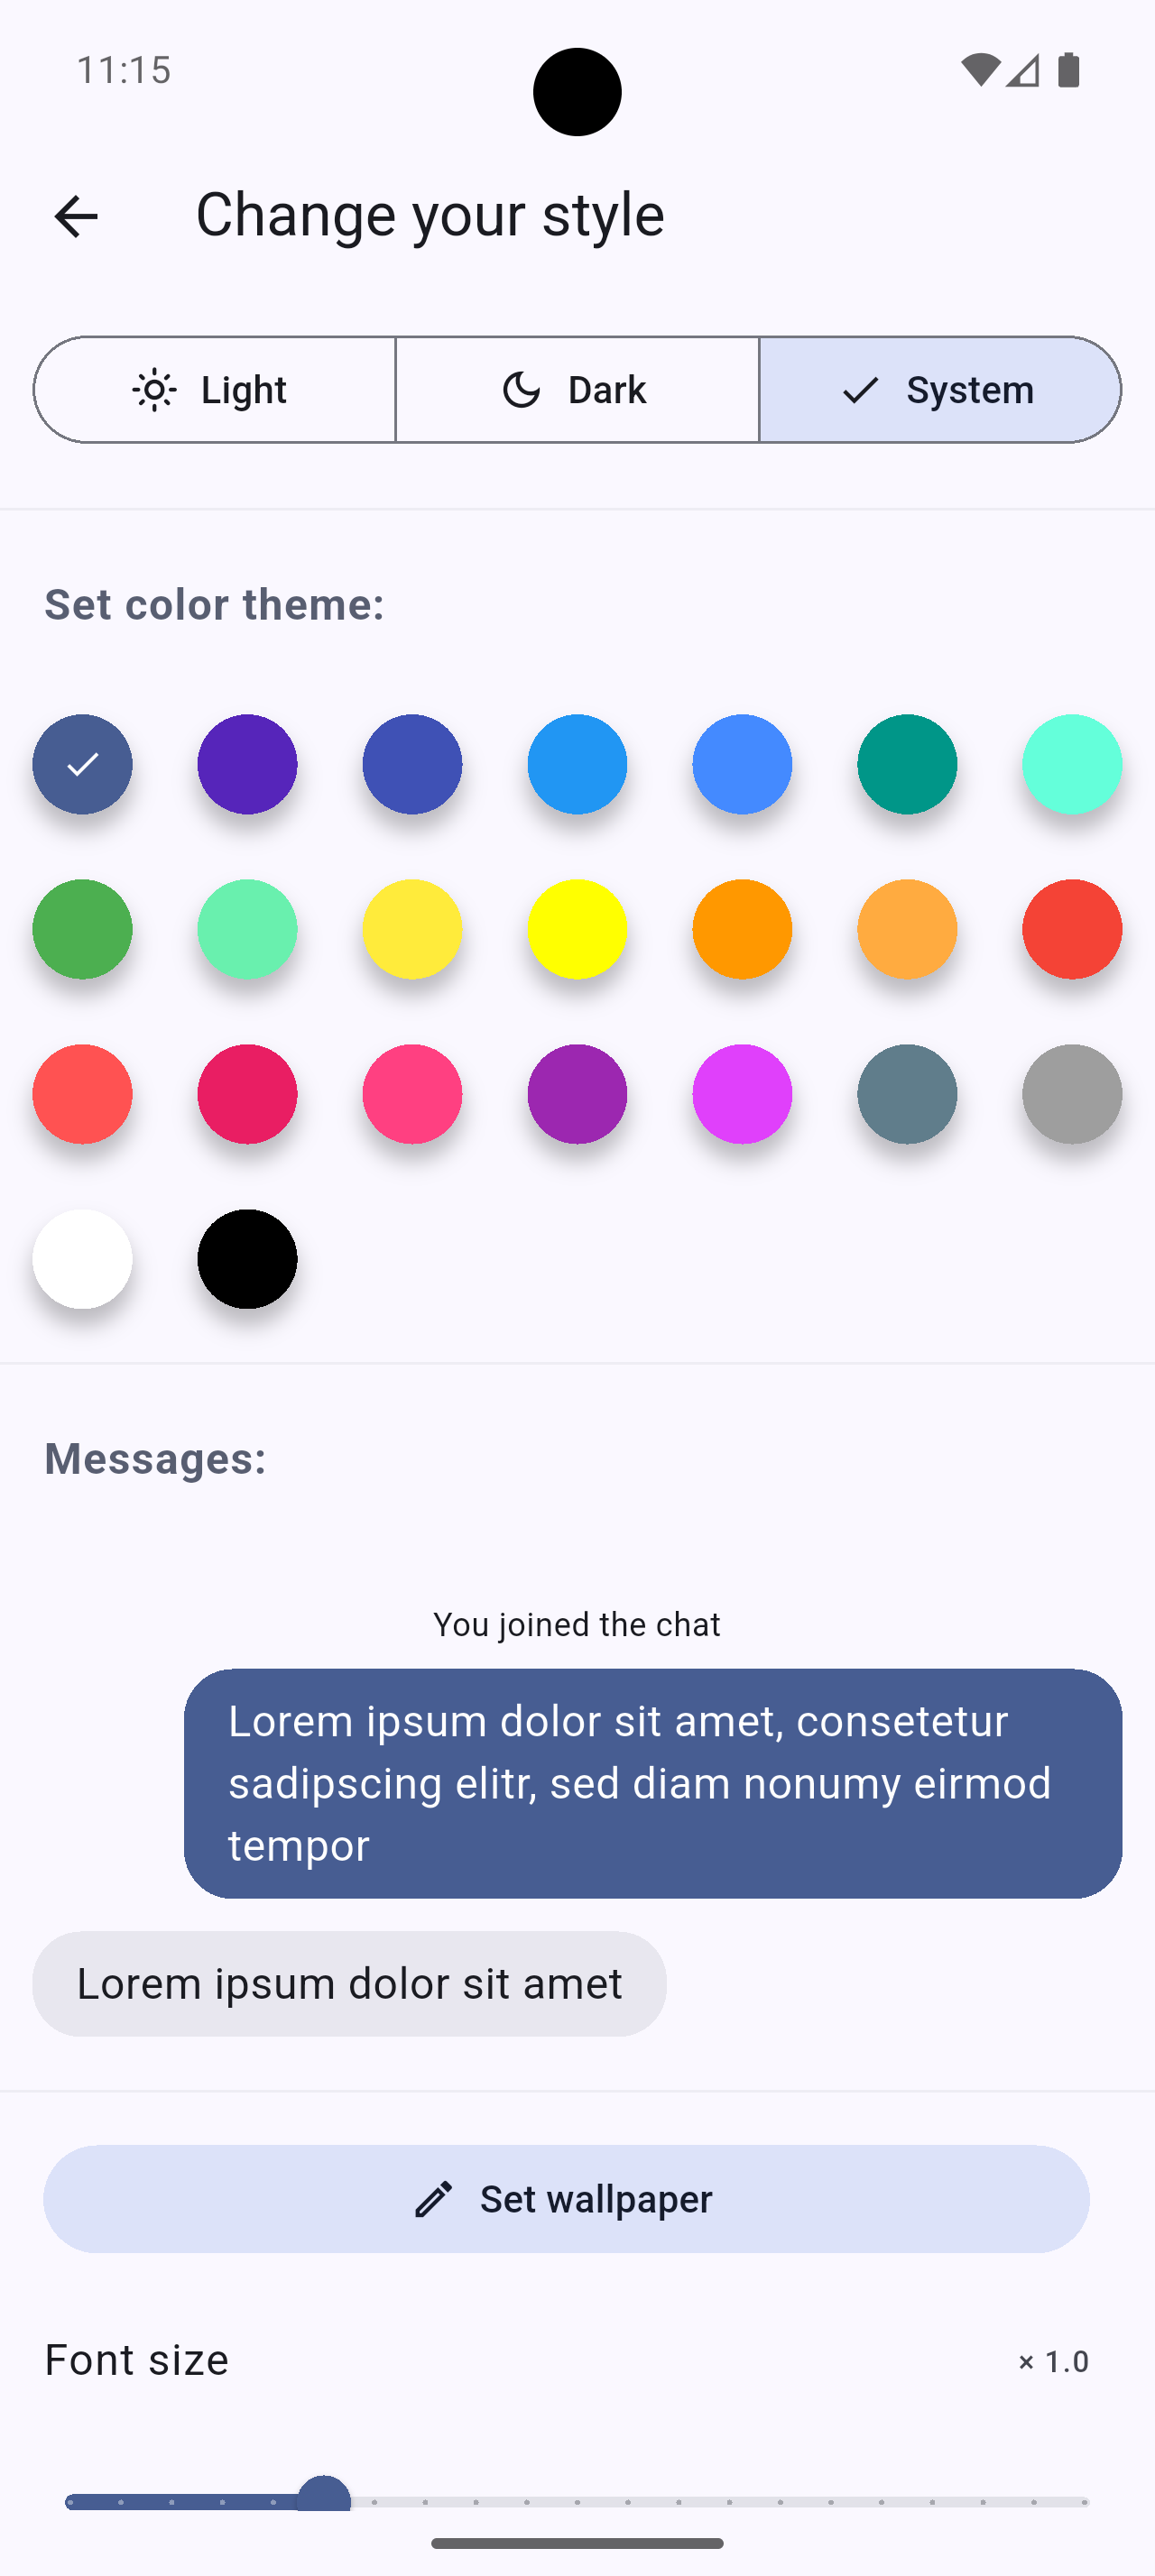 11:15
Change your style
Light
Dark
System
Set color theme:
Messages:
You joined the chat
Lorem ipsum dolor sit amet, consetetur
sadipscing elitr, sed diam nonumy eirmod
tempor
Lorem ipsum dolor sit amet
Set wallpaper
Font size
× 1.0